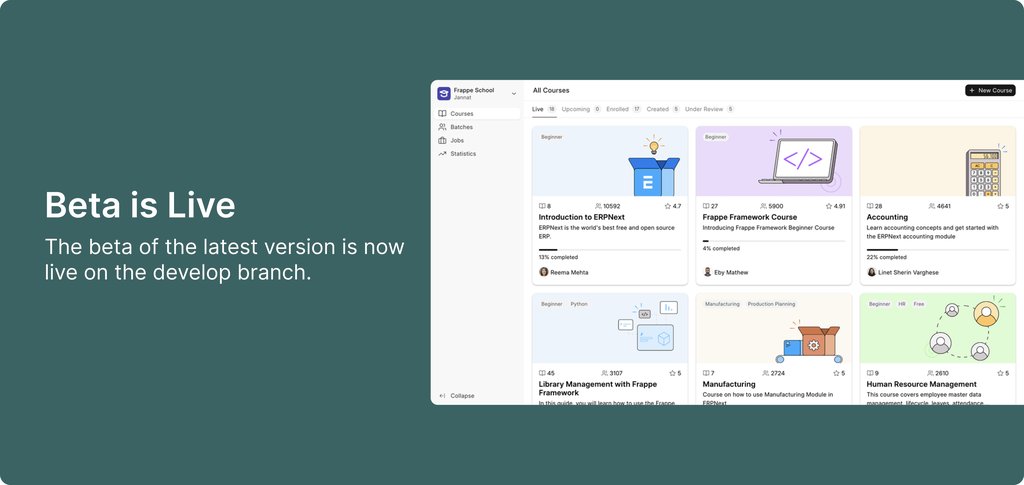 Beta is Live
The beta of the latest version is now
live on the develop branch.
Frappe School
Jannat
Courses
Batches
Jobs
Statistics
Collapse
All Courses
New Course
Live 18 Upcoming 0 Enrolled 17 Created 5 Under Review 5
Beginner
E
8 10592 4.7
Introduction to ERPNext
ERPNext is the world's best free and open source
ERP.
13% completed
Reema Mehta
Beginner
</>
27 5900 4.91
Frappe Framework Course
Introducing Frappe Framework Beginner Course
4% completed
Eby Mathew
28 4641 5
Accounting
Learn accounting concepts and get started with
the ERPNext accounting module
22% completed
Linet Sherin Varghese
Beginner Python
</>
45 3107 5
Library Management with Frappe
Framework
In this guide, you will learn how to use the Frappe
Manufacturing Production Planning
7 2724 5
Manufacturing
Course on how to use Manufacturing Module in
ERPNext
Beginner HR Free
9 2610 5
Human Resource Management
This course covers employee master data
management, lifecycle, leaves, attendance,